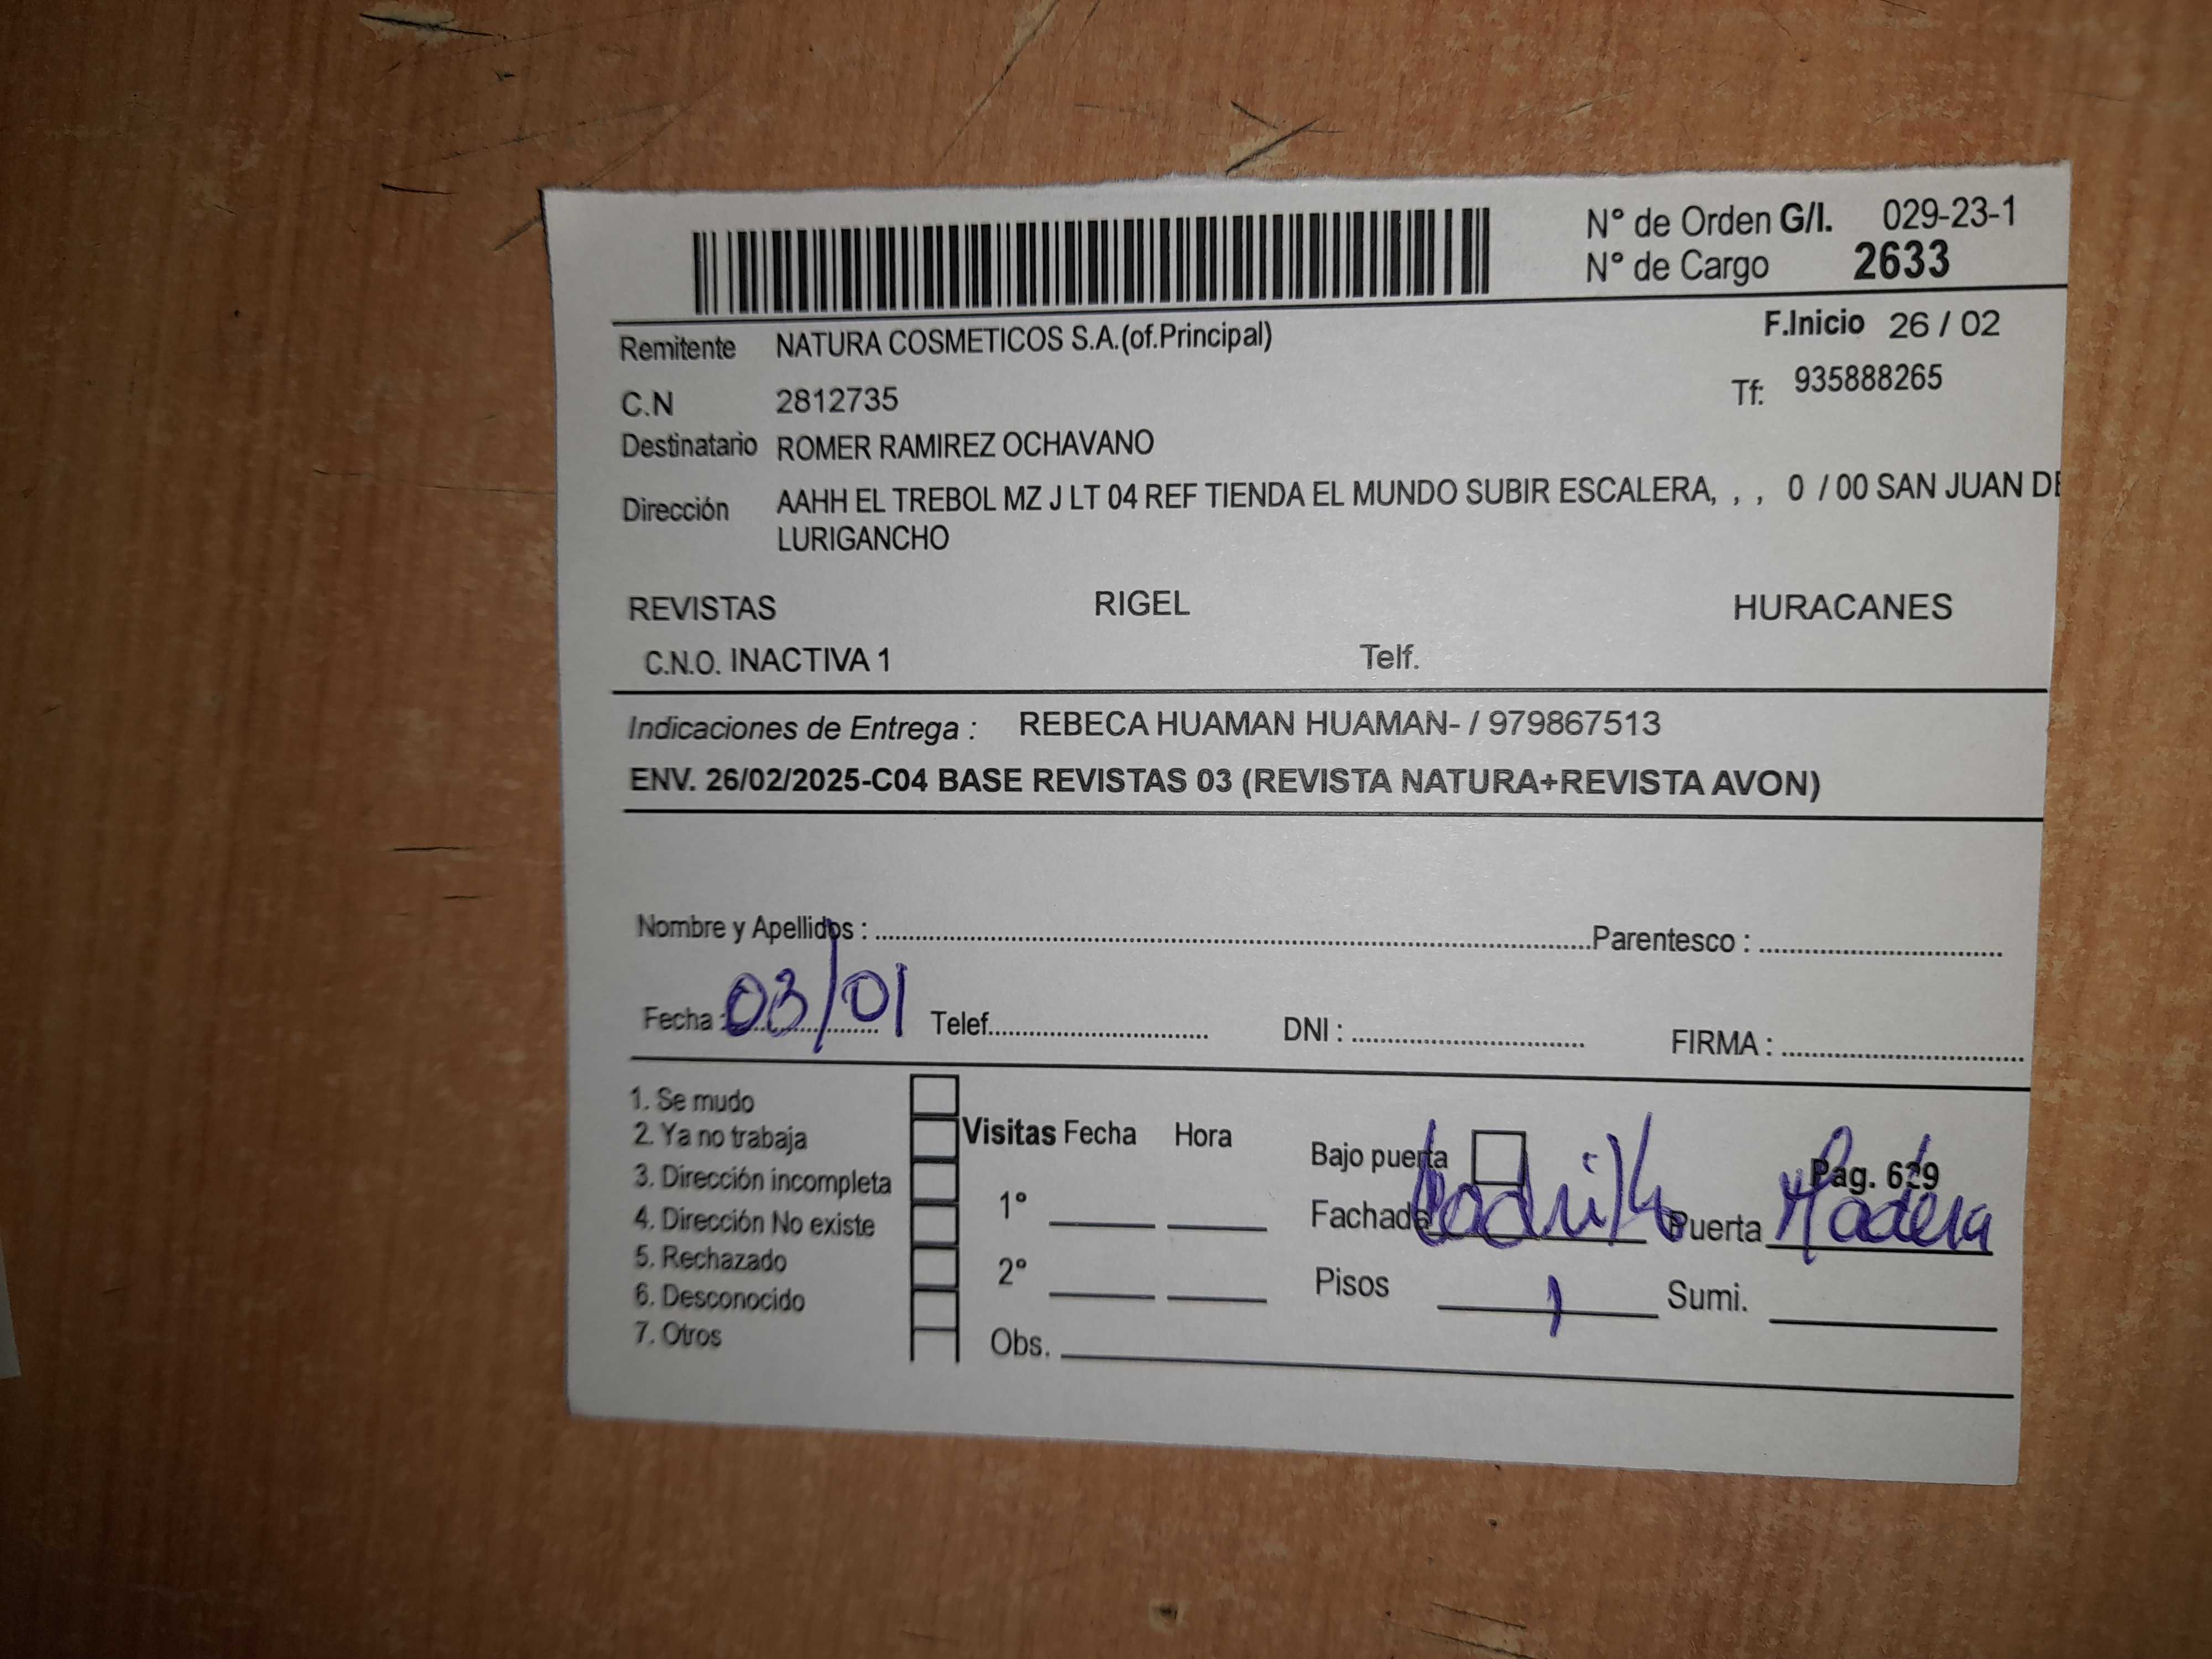 N° de Orden G/I. 029-23-1
N° de Cargo 2633
F.Inicio 26 / 02
Remitente NATURA COSMETICOS S.A.(of.Principal)
C.N 2812735
Tf: 935888265
Destinatario ROMER RAMIREZ OCHAVANO
Dirección AAHH EL TREBOL MZ J LT 04 REF TIENDA EL MUNDO SUBIR ESCALERA, , , 0 / 00 SAN JUAN DE
LURIGANCHO
REVISTAS RIGEL HURACANES
C.N.O. INACTIVA 1 Telf.
Indicaciones de Entrega : REBECA HUAMAN HUAMAN- / 979867513
ENV. 26/02/2025-C04 BASE REVISTAS 03 (REVISTA NATURA+REVISTA AVON)
Nombre y Apellidos : Parentesco :
Fecha : 03/01 Telef. DNI : FIRMA :
1. Se mudo
2. Ya no trabaja
3. Dirección incompleta
4. Dirección No existe
5. Rechazado
6. Desconocido
7. Otros
Visitas Fecha Hora
1°
2°
Obs.
Bajo puerta
Pag. 629
Fachada Ladrillo Puerta Madera
Pisos 1 Sumi.